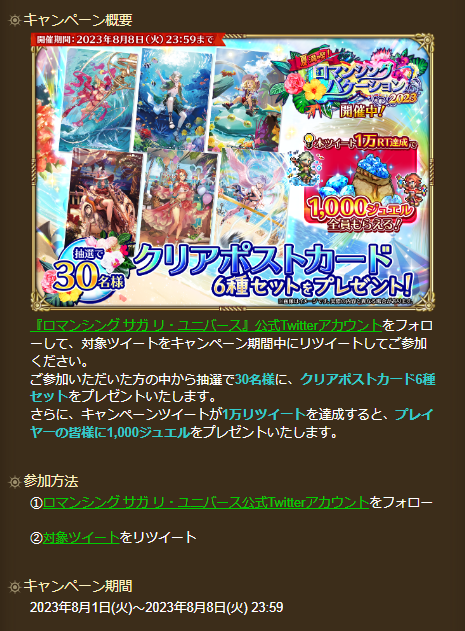 キャンペーン概要
開催期間：2023年8月8日(火) 23:59まで
夏・満・喫!
ロマンシング
バケーション
2023
開催中!
本ツイート1万RT達成で
1,000ジュエル
全員もらえる!
抽選で
30名様
クリアポストカード
6種セットをプレゼント!
『ロマンシング サガ リ・ユニバース』公式Twitterアカウントをフォロ
ーして、対象ツイートをキャンペーン期間中にリツイートしてご参加
ください。
ご参加いただいた方の中から抽選で30名様に、クリアポストカード6種
セットをプレゼントいたします。
さらに、キャンペーンツイートが1万リツイートを達成すると、プレイ
ヤーの皆様に1,000ジュエルをプレゼントいたします。
参加方法
①ロマンシング サガ リ・ユニバース公式Twitterアカウントをフォロー
②対象ツイートをリツイート
キャンペーン期間
2023年8月1日(火)～2023年8月8日(火) 23:59